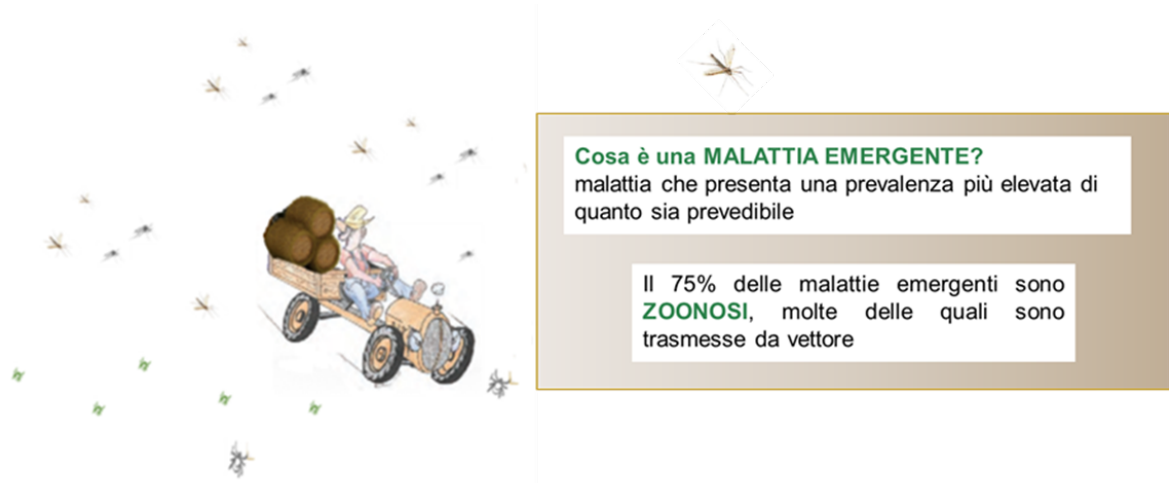 Cosa è una MALATTIA EMERGENTE?
malattia che presenta una prevalenza più elevata di
quanto sia prevedibile
Il 75% delle malattie emergenti sono
ZOONOSI, molte delle quali sono
trasmesse da vettore